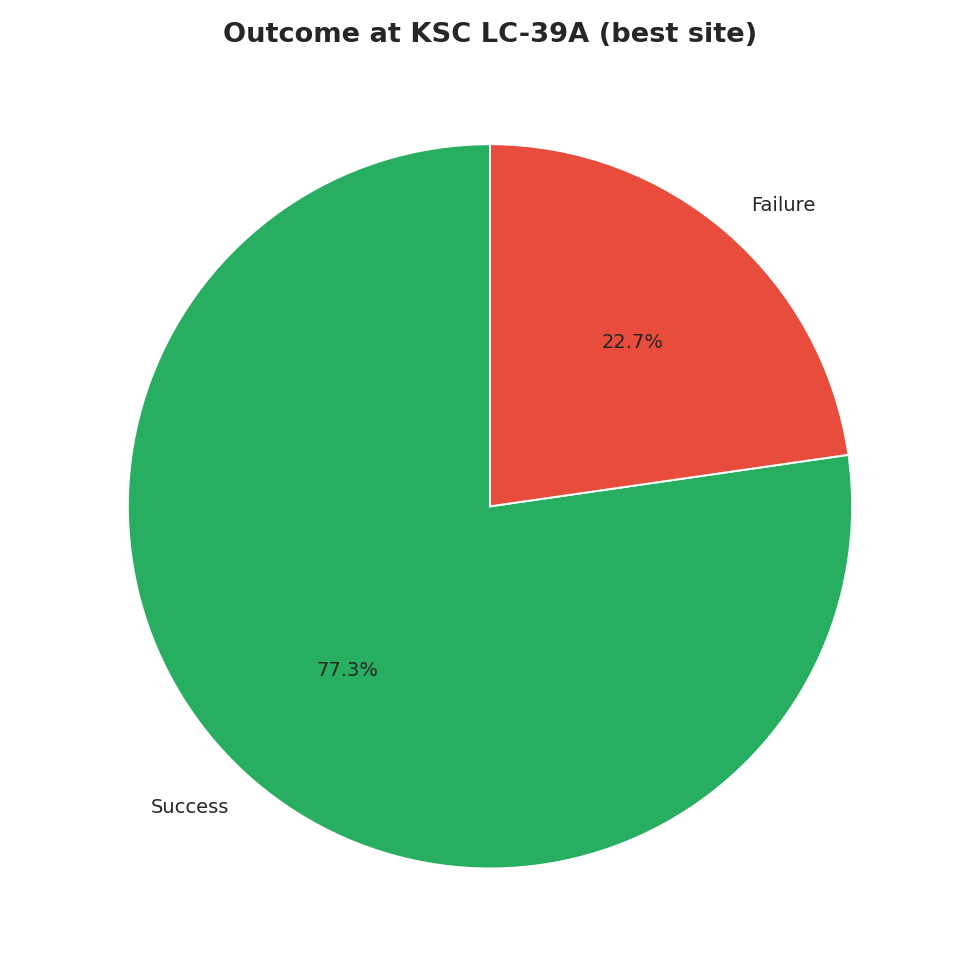 Outcome at KSC LC-39A (best site)
Failure
22.7%
77.3%
Success